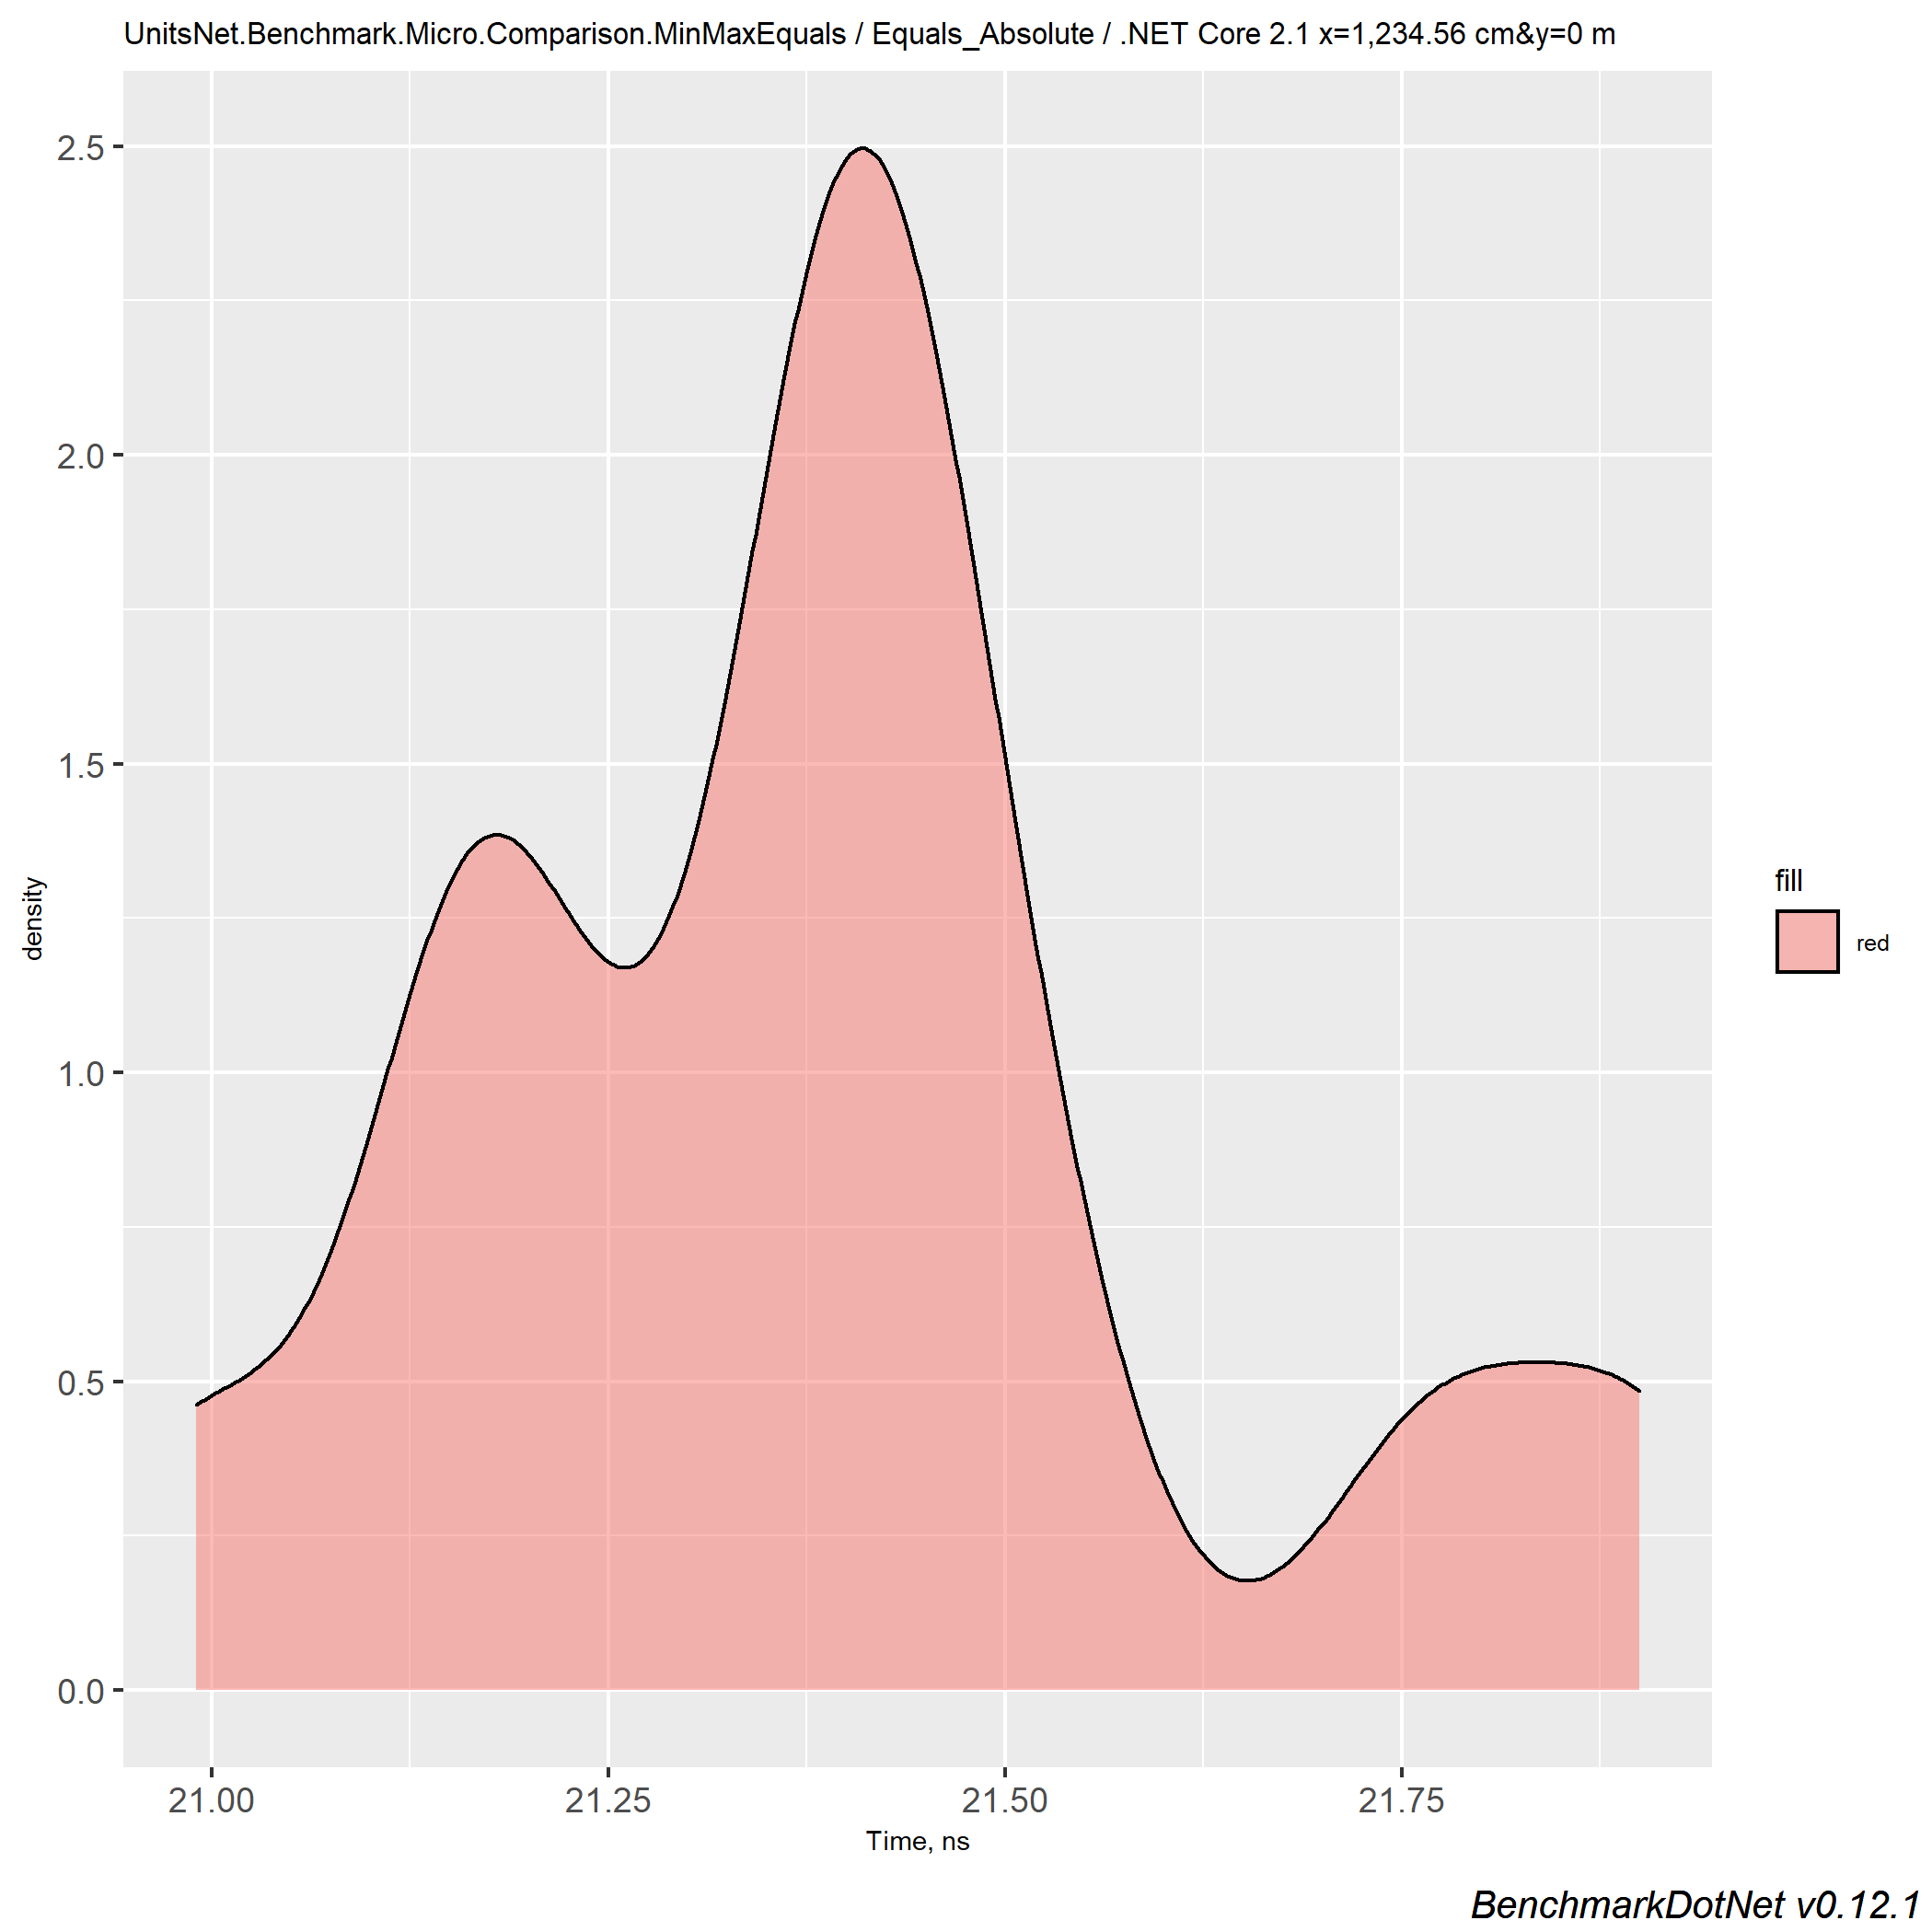 UnitsNet.Benchmark.Micro.Comparison.MinMaxEquals / Equals_Absolute / .NET Core 2.1 x=1,234.56 cm&y=0 m
2.5
2.0
1.5
1.0
0.5
0.0
density
21.00 21.25 21.50 21.75
Time, ns
fill
red
BenchmarkDotNet v0.12.1